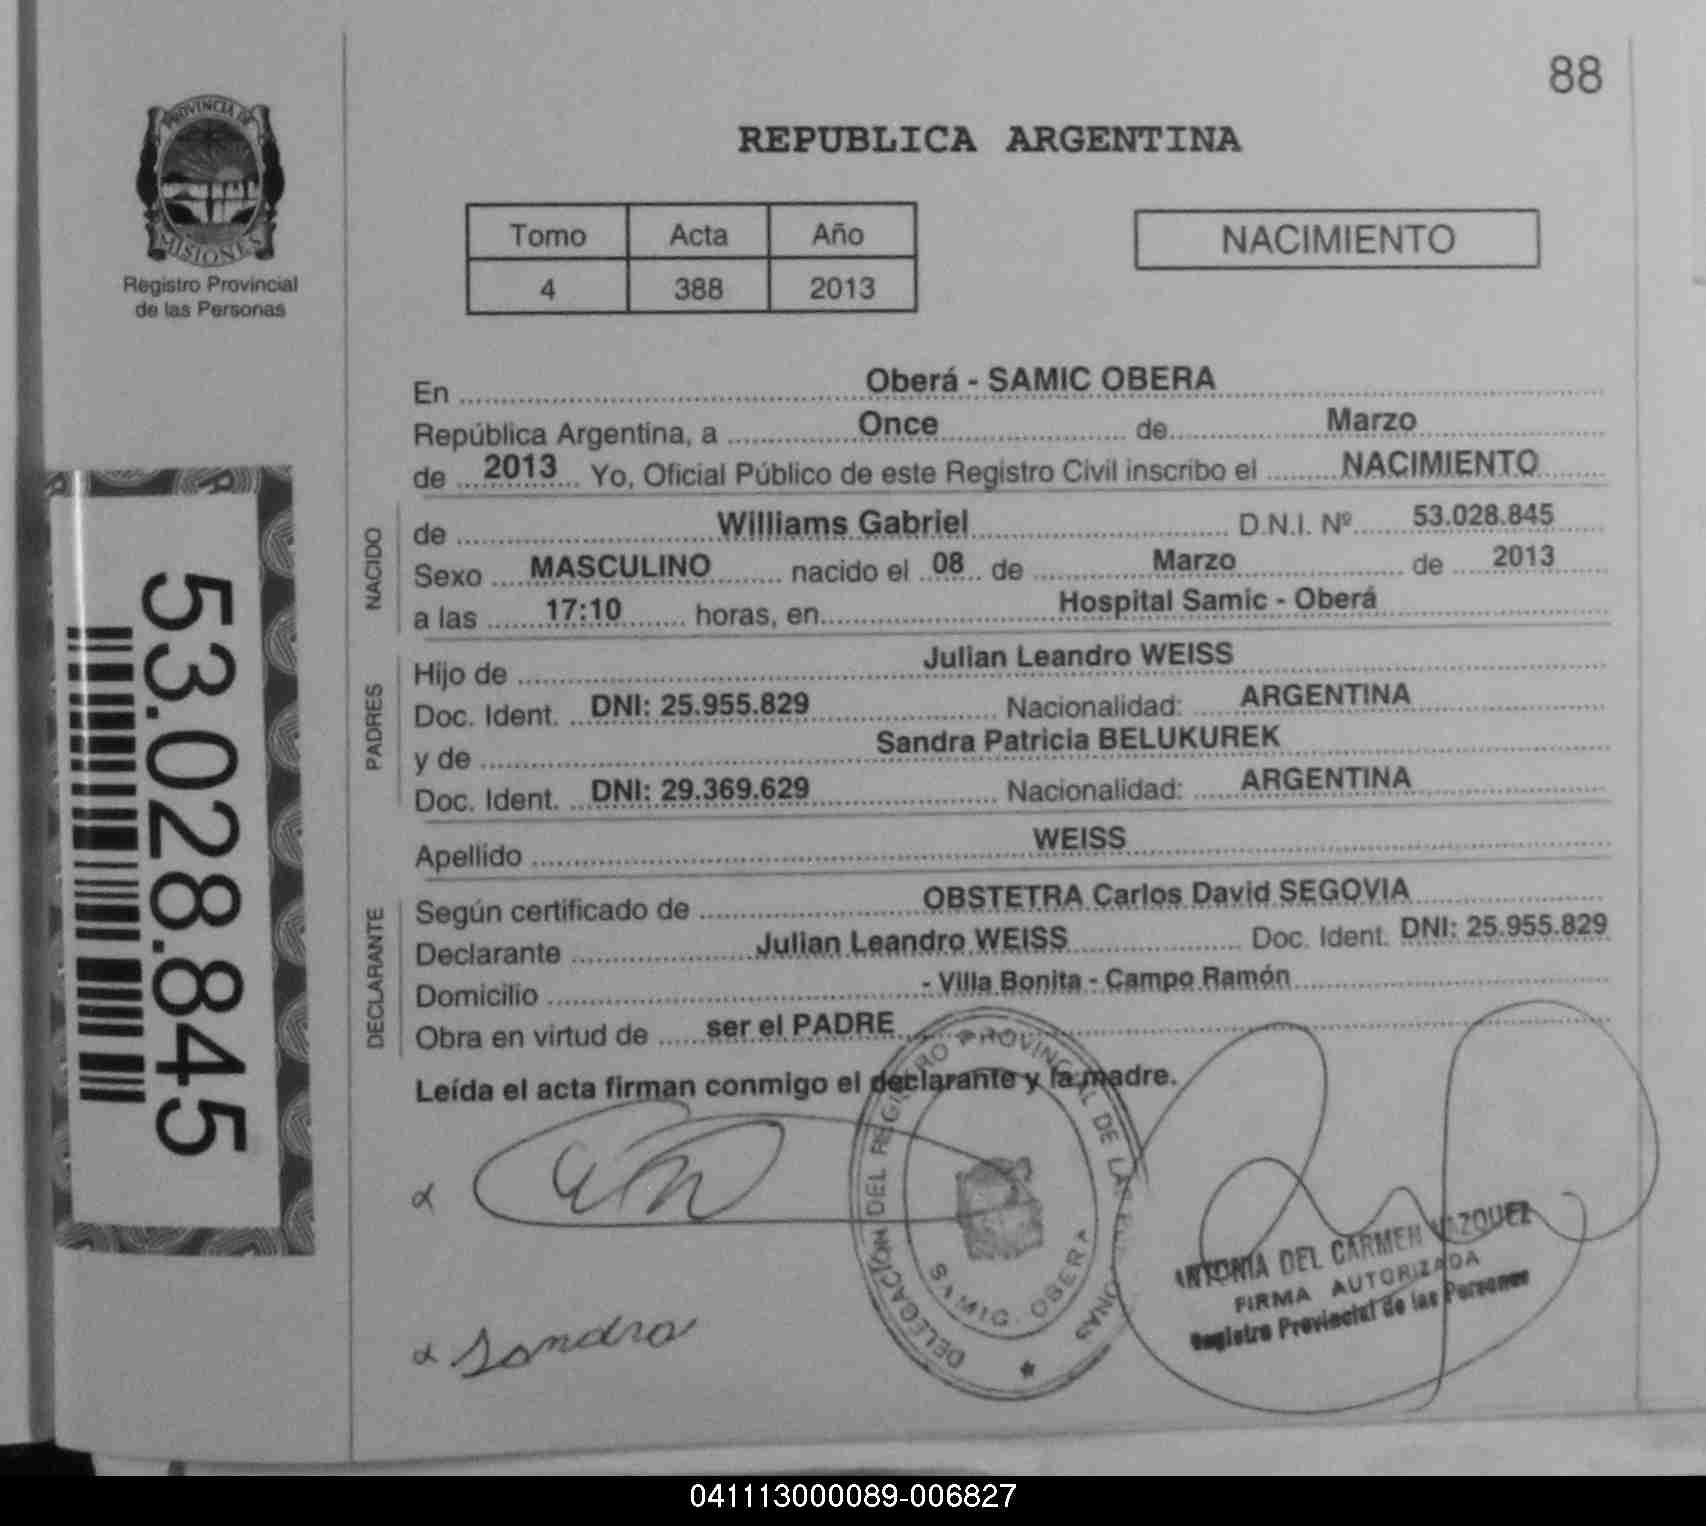 88
PROVINCIA DE
MISIONES
Registro Provincial
de las Personas
REPUBLICA ARGENTINA
Tomo Acta Año
4 388 2013
NACIMIENTO
En Oberá - SAMIC OBERA
República Argentina, a Once de Marzo
de 2013 Yo, Oficial Público de este Registro Civil inscribo el NACIMIENTO
NACIDO
de Williams Gabriel D.N.I. Nº 53.028.845
Sexo MASCULINO nacido el 08 de Marzo de 2013
a las 17:10 horas, en Hospital Samic - Oberá
PADRES
Hijo de Julian Leandro WEISS
Doc. Ident. DNI: 25.955.829 Nacionalidad: ARGENTINA
y de Sandra Patricia BELUKUREK
Doc. Ident. DNI: 29.369.629 Nacionalidad: ARGENTINA
Apellido WEISS
DECLARANTE
Según certificado de OBSTETRA Carlos David SEGOVIA
Declarante Julian Leandro WEISS Doc. Ident. DNI: 25.955.829
Domicilio - Villa Bonita - Campo Ramón
Obra en virtud de ser el PADRE
Leída el acta firman conmigo el declarante y la madre.
53.028.845
DELEGACIÓN DEL REGISTRO PROVINCIAL DE LAS
SAMIC. OBERA
Sandra
ANTONIA DEL CARMEN VAZQUEZ
FIRMA AUTORIZADA
Registro Provincial de las Personas
041113000089-006827